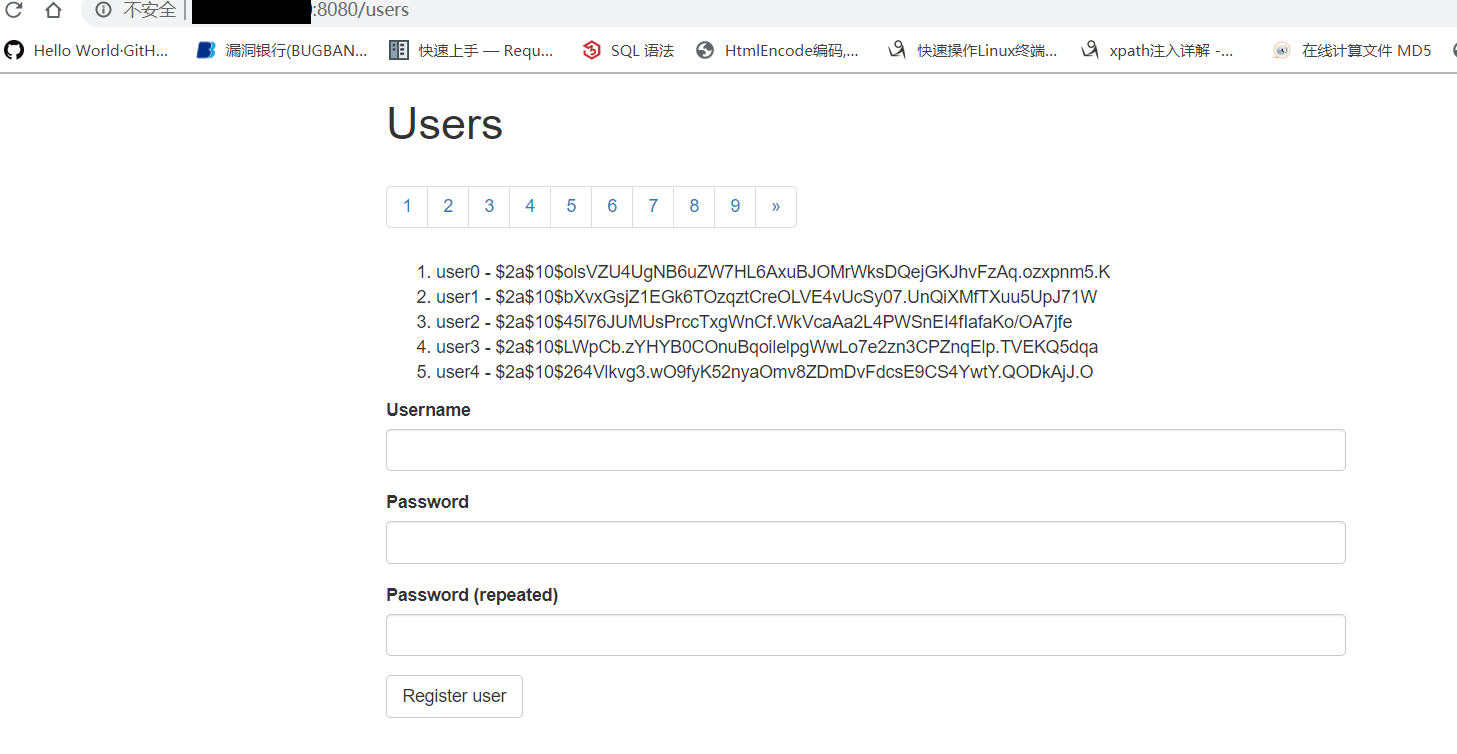 不安全 | :8080/users
Hello World·GitH... 漏洞银行(BUGBAN... 快速上手 — Requ... SQL 语法 HtmlEncode编码,... 快速操作Linux终端... xpath注入详解 -... 在线计算文件 MD5
Users
1 2 3 4 5 6 7 8 9 »
1. user0 - $2a$10$olsVZU4UgNB6uZW7HL6AxuBJOMrWksDQejGKJhvFzAq.ozxpnm5.K
2. user1 - $2a$10$bXvxGsjZ1EGk6TOzqztCreOLVE4vUcSy07.UnQiXMfTXuu5UpJ71W
3. user2 - $2a$10$45l76JUMUsPrccTxgWnCf.WkVcaAa2L4PWSnEI4fIafaKo/OA7jfe
4. user3 - $2a$10$LWpCb.zYHYB0COnuBqoilelpgWwLo7e2zn3CPZnqElp.TVEKQ5dqa
5. user4 - $2a$10$264Vlkvg3.wO9fyK52nyaOmv8ZDmDvFdcsE9CS4YwtY.QODkAjJ.O
Username
Password
Password (repeated)
Register user